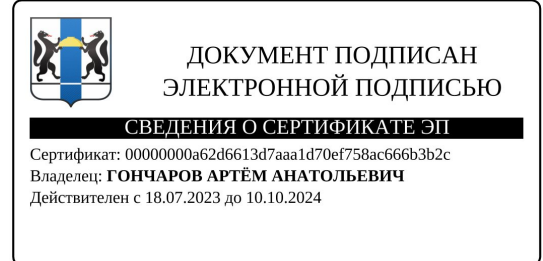 ДОКУМЕНТ ПОДПИСАН
ЭЛЕКТРОННОЙ ПОДПИСЬЮ
СВЕДЕНИЯ О СЕРТИФИКАТЕ ЭП
Сертификат: 00000000a62d6613d7aaa1d70ef758ac666b3b2c
Владелец: ГОНЧАРОВ АРТЁМ АНАТОЛЬЕВИЧ
Действителен с 18.07.2023 до 10.10.2024